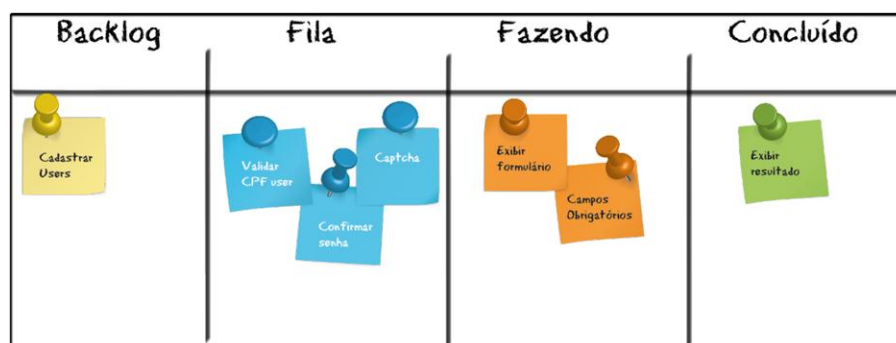 Backlog
Fila
Fazendo
Concluído
Cadastrar
Users
Validar
CPF user
Confirmar
senha
Captcha
Exibir
formulário
Campos
Obrigatórios
Exibir
resultado